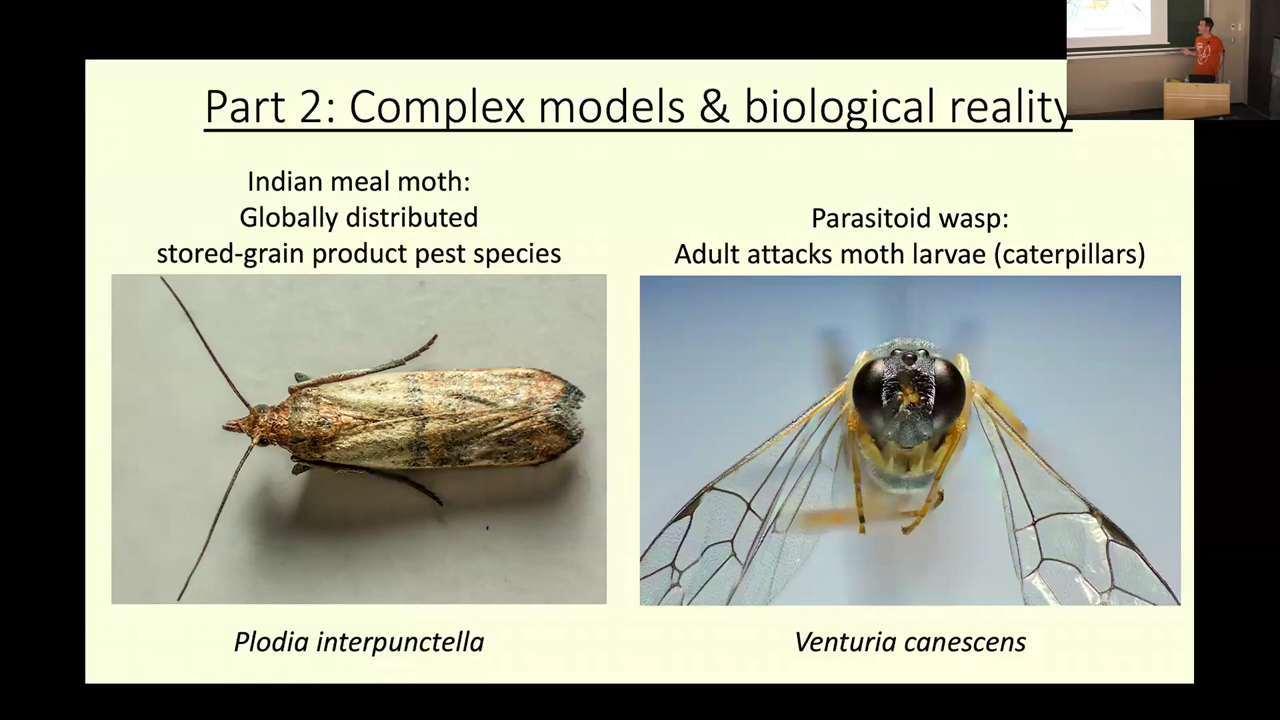 Part 2: Complex models & biological reality
Indian meal moth:
Globally distributed
stored-grain product pest species
Parasitoid wasp:
Adult attacks moth larvae (caterpillars)
Plodia interpunctella
Venturia canescens